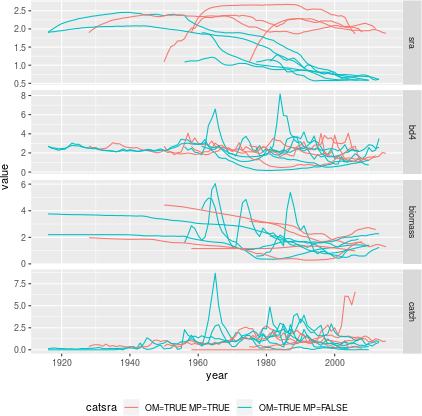 2.5
2.0
1.5
1.0
0.5
sra
8
6
4
2
0
bd4
value
6
4
2
0
biomass
7.5
5.0
2.5
0.0
catch
1920 1940 1960 1980 2000
year
catsra OM=TRUE MP=TRUE OM=TRUE MP=FALSE